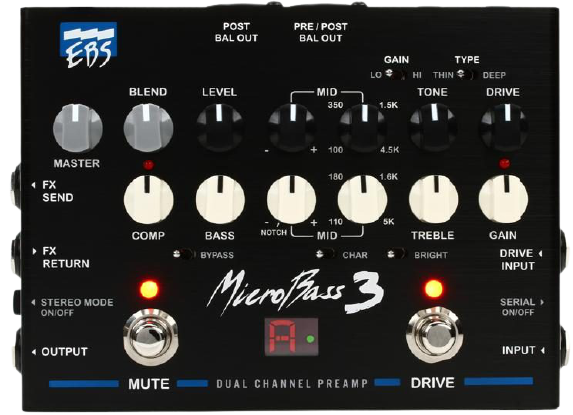 EBS
POST
BAL OUT
PRE / POST
BAL OUT
GAIN
LO HI
TYPE
THIN DEEP
BLEND
LEVEL
MID
350 1.5K
TONE
DRIVE
MASTER
- + 100 4.5K
FX
SEND
180 1.6K
- + 110 5K
NOTCH
COMP
BASS
MID
TREBLE
GAIN
FX
RETURN
BYPASS
CHAR
BRIGHT
DRIVE
INPUT
MicroBass 3
STEREO MODE
ON/OFF
SERIAL
ON/OFF
A
OUTPUT
INPUT
MUTE
DUAL CHANNEL PREAMP
DRIVE